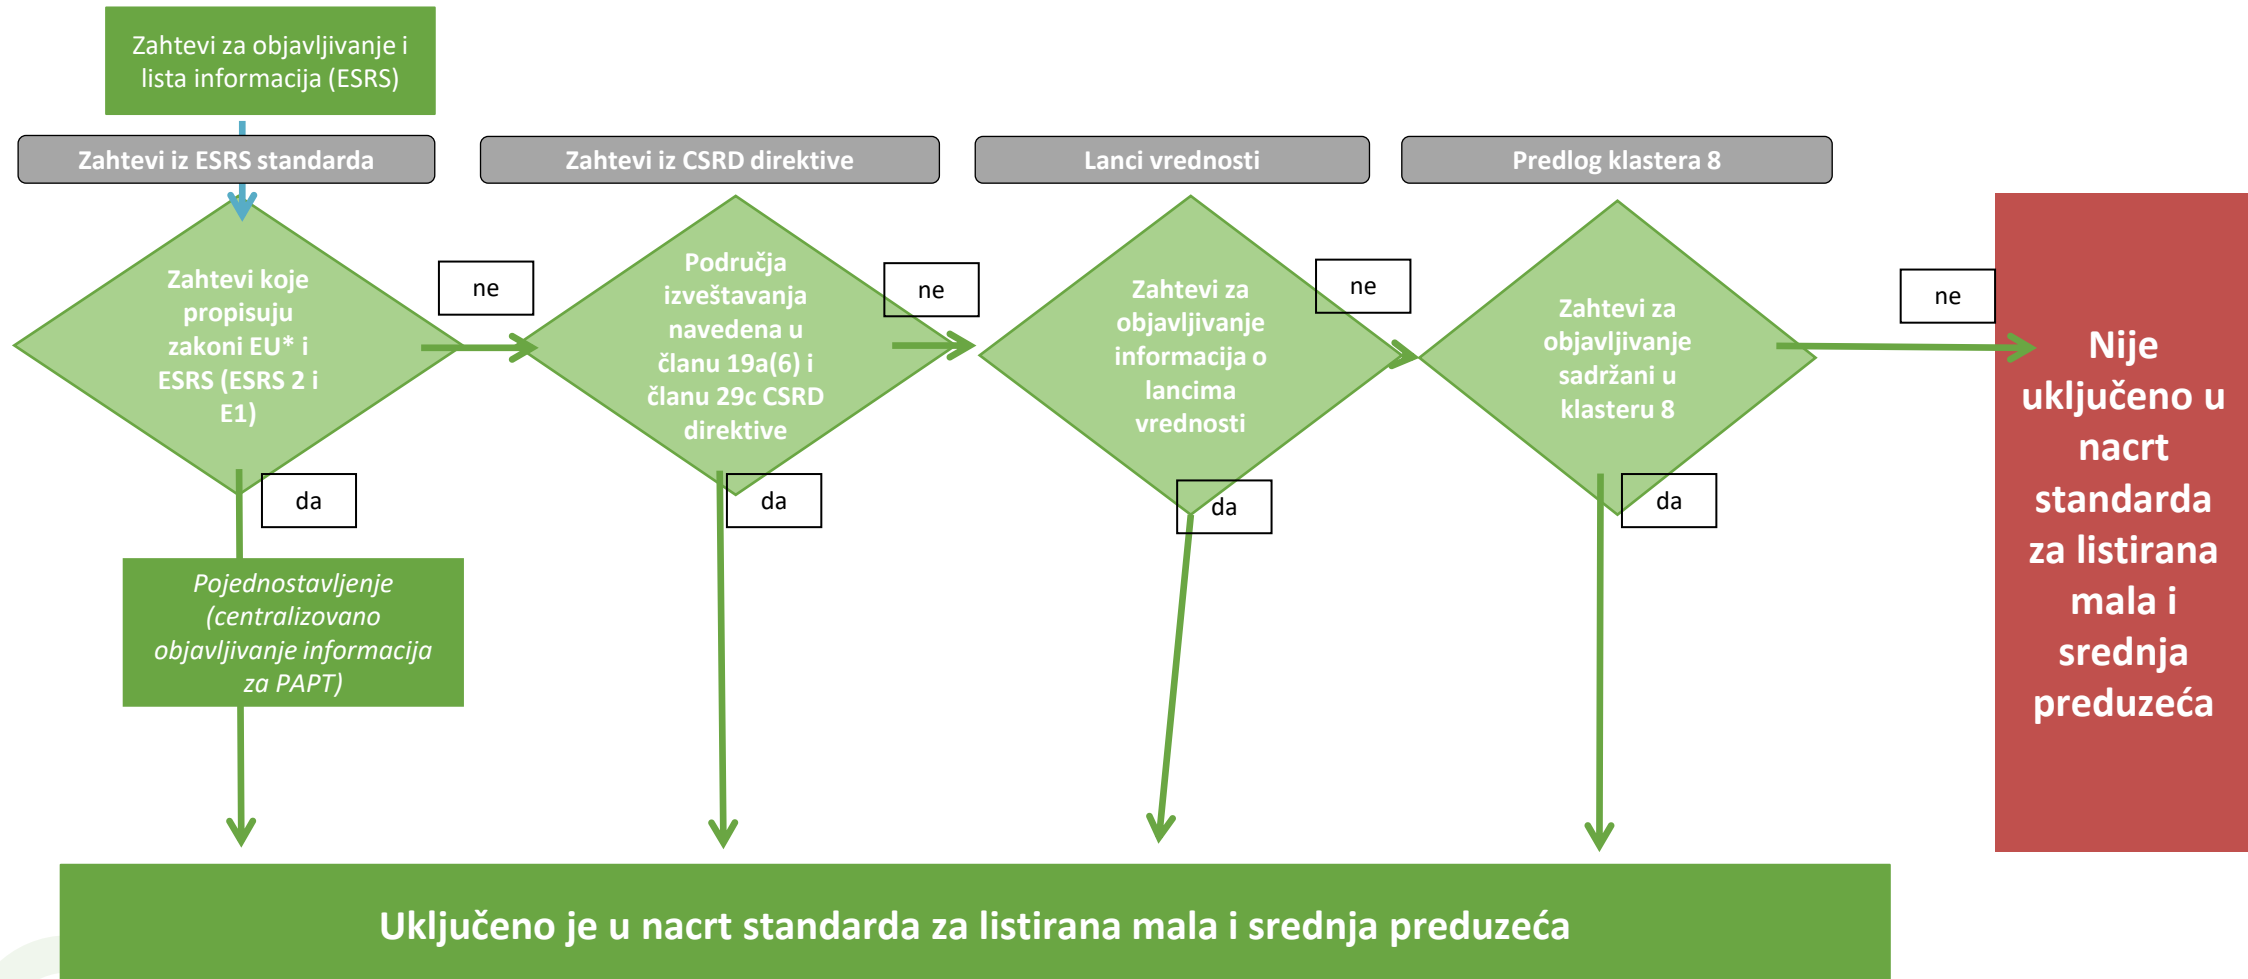 Zahtevi za objavljivanje i
lista informacija (ESRS)
Zahtevi iz ESRS standarda
Zahtevi iz CSRD direktive
Lanci vrednosti
Predlog klastera 8
Zahtevi koje
propisuju
zakoni EU* i
ESRS (ESRS 2 i
E1)
ne
Područja
izveštavanja
navedena u
članu 19a(6) i
članu 29c CSRD
direktive
ne
Zahtevi za
objavljivanje
informacija o
lancima
vrednosti
ne
Zahtevi za
objavljivanje
sadržani u
klasteru 8
ne
Nije
uključeno u
nacrt
standarda
za listirana
mala i
srednja
preduzeća
da
da
da
da
Pojednostavljenje
(centralizovano
objavljivanje informacija
za PAPT)
Uključeno je u nacrt standarda za listirana mala i srednja preduzeća